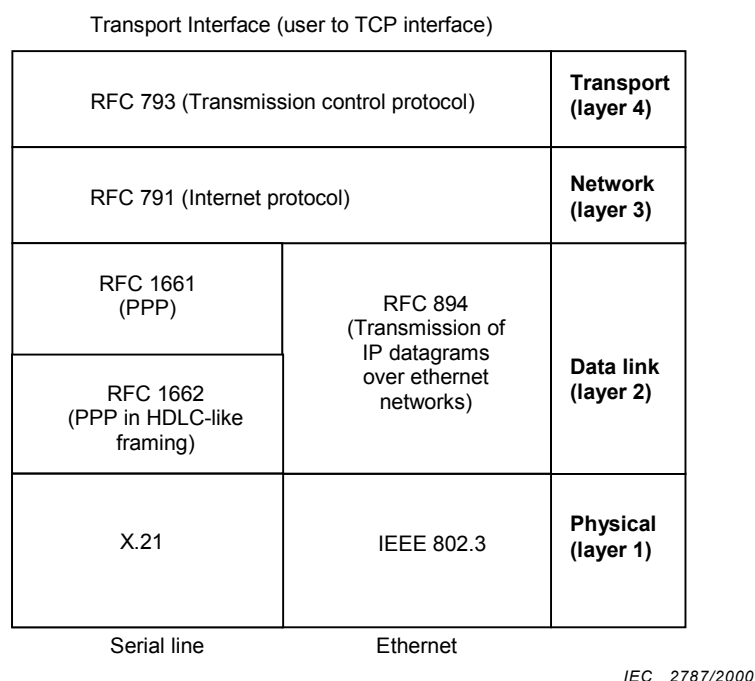 Transport Interface (user to TCP interface)
RFC 793 (Transmission control protocol)
Transport
(layer 4)
RFC 791 (Internet protocol)
Network
(layer 3)
RFC 1661
(PPP)
RFC 1662
(PPP in HDLC-like
framing)
RFC 894
(Transmission of
IP datagrams
over ethernet
networks)
Data link
(layer 2)
X.21
IEEE 802.3
Physical
(layer 1)
Serial line
Ethernet
IEC 2787/2000